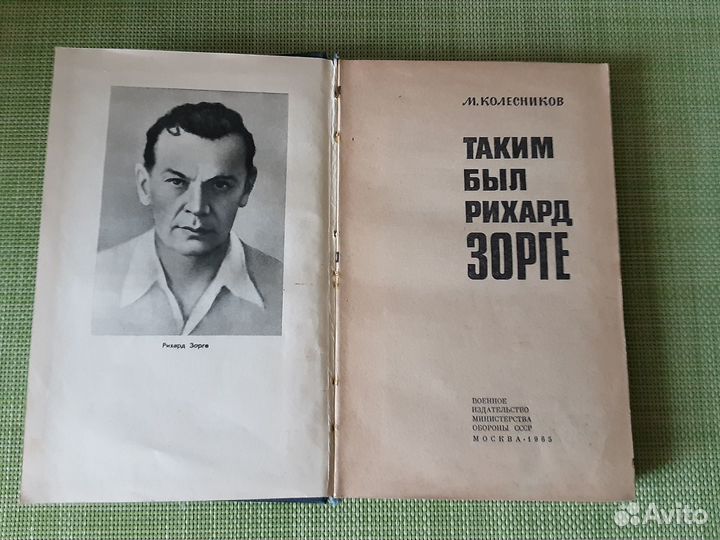 Рихард Зорге
М. КОЛЕСНИКОВ
ТАКИМ
БЫЛ
РИХАРД
ЗОРГЕ
ВОЕННОЕ
ИЗДАТЕЛЬСТВО
МИНИСТЕРСТВА
ОБОРОНЫ СССР
МОСКВА · 1965
Avito